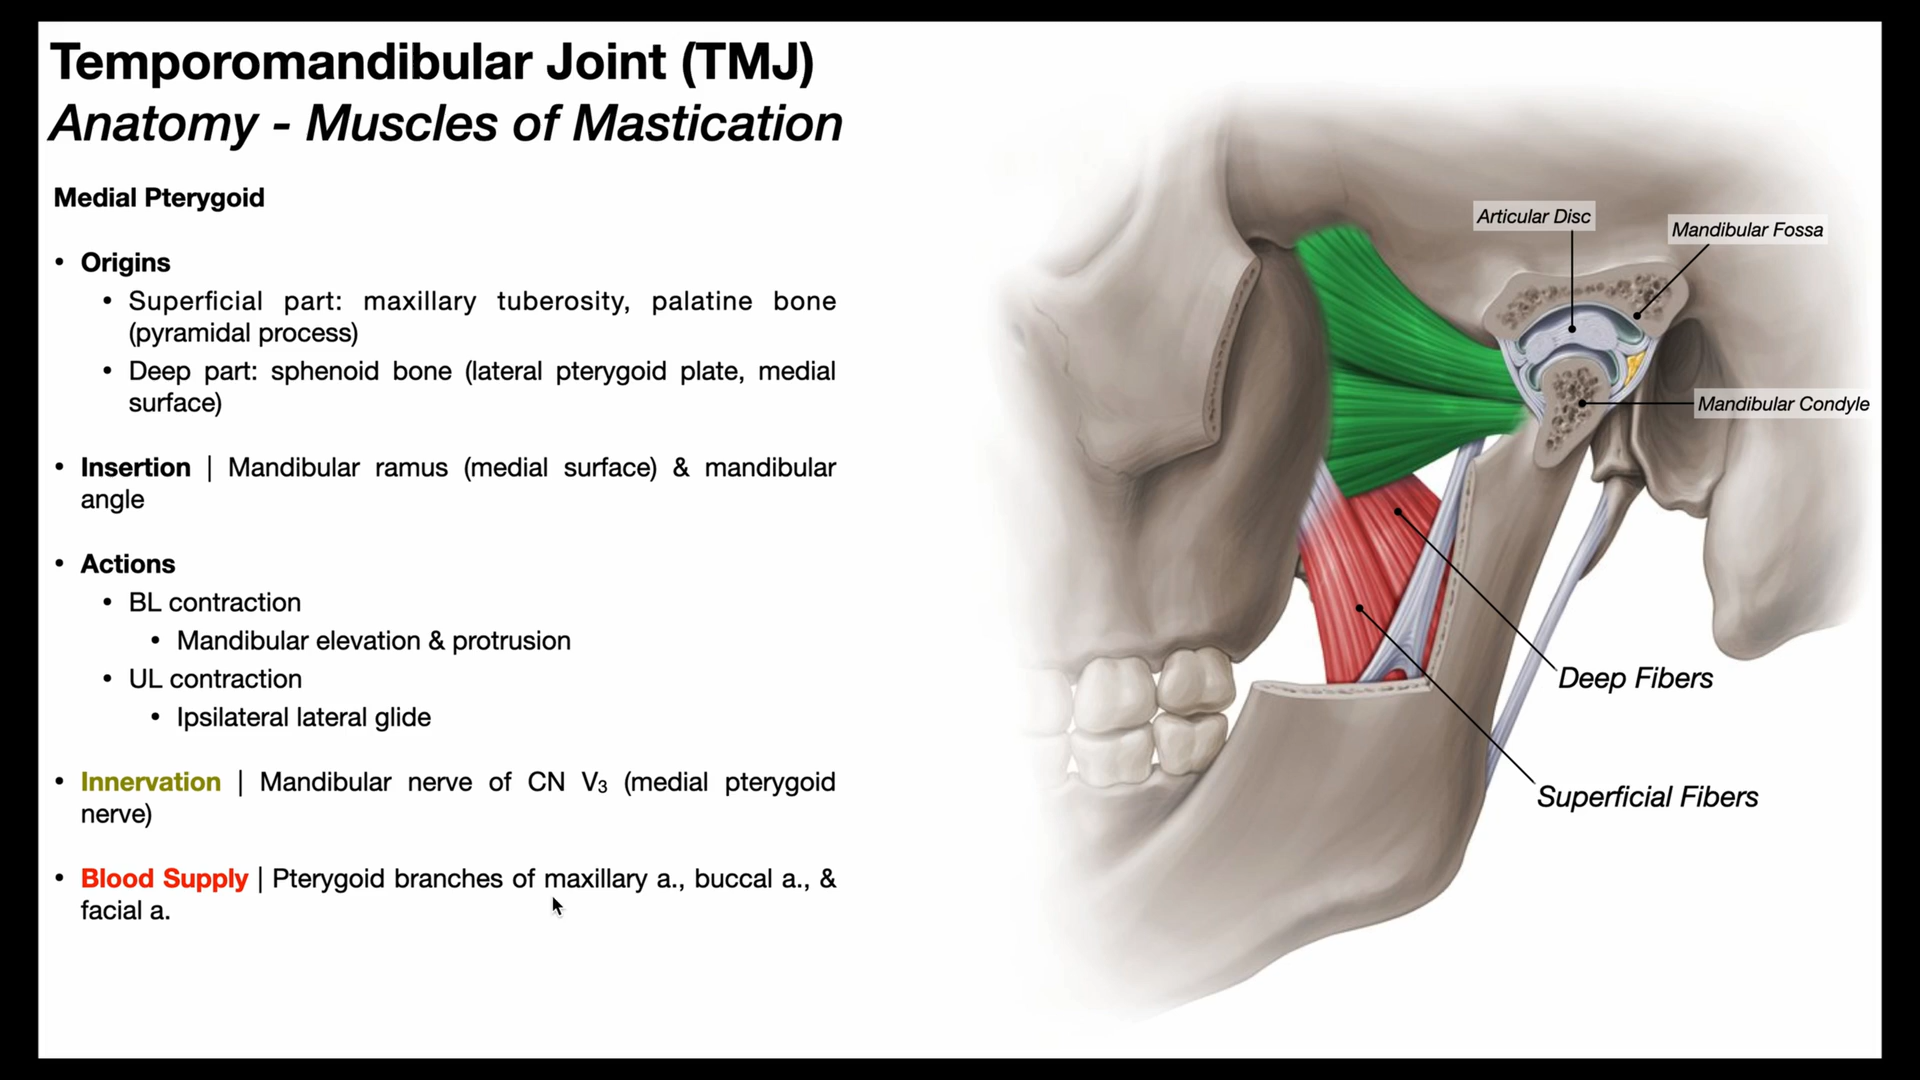 Temporomandibular Joint (TMJ)
Anatomy - Muscles of Mastication
Medial Pterygoid
• Origins
• Superficial part: maxillary tuberosity, palatine bone
(pyramidal process)
• Deep part: sphenoid bone (lateral pterygoid plate, medial
surface)
• Insertion | Mandibular ramus (medial surface) & mandibular
angle
• Actions
• BL contraction
• Mandibular elevation & protrusion
• UL contraction
• Ipsilateral lateral glide
• Innervation | Mandibular nerve of CN V₃ (medial pterygoid
nerve)
• Blood Supply | Pterygoid branches of maxillary a., buccal a., &
facial a.
Articular Disc
Mandibular Fossa
Mandibular Condyle
Deep Fibers
Superficial Fibers